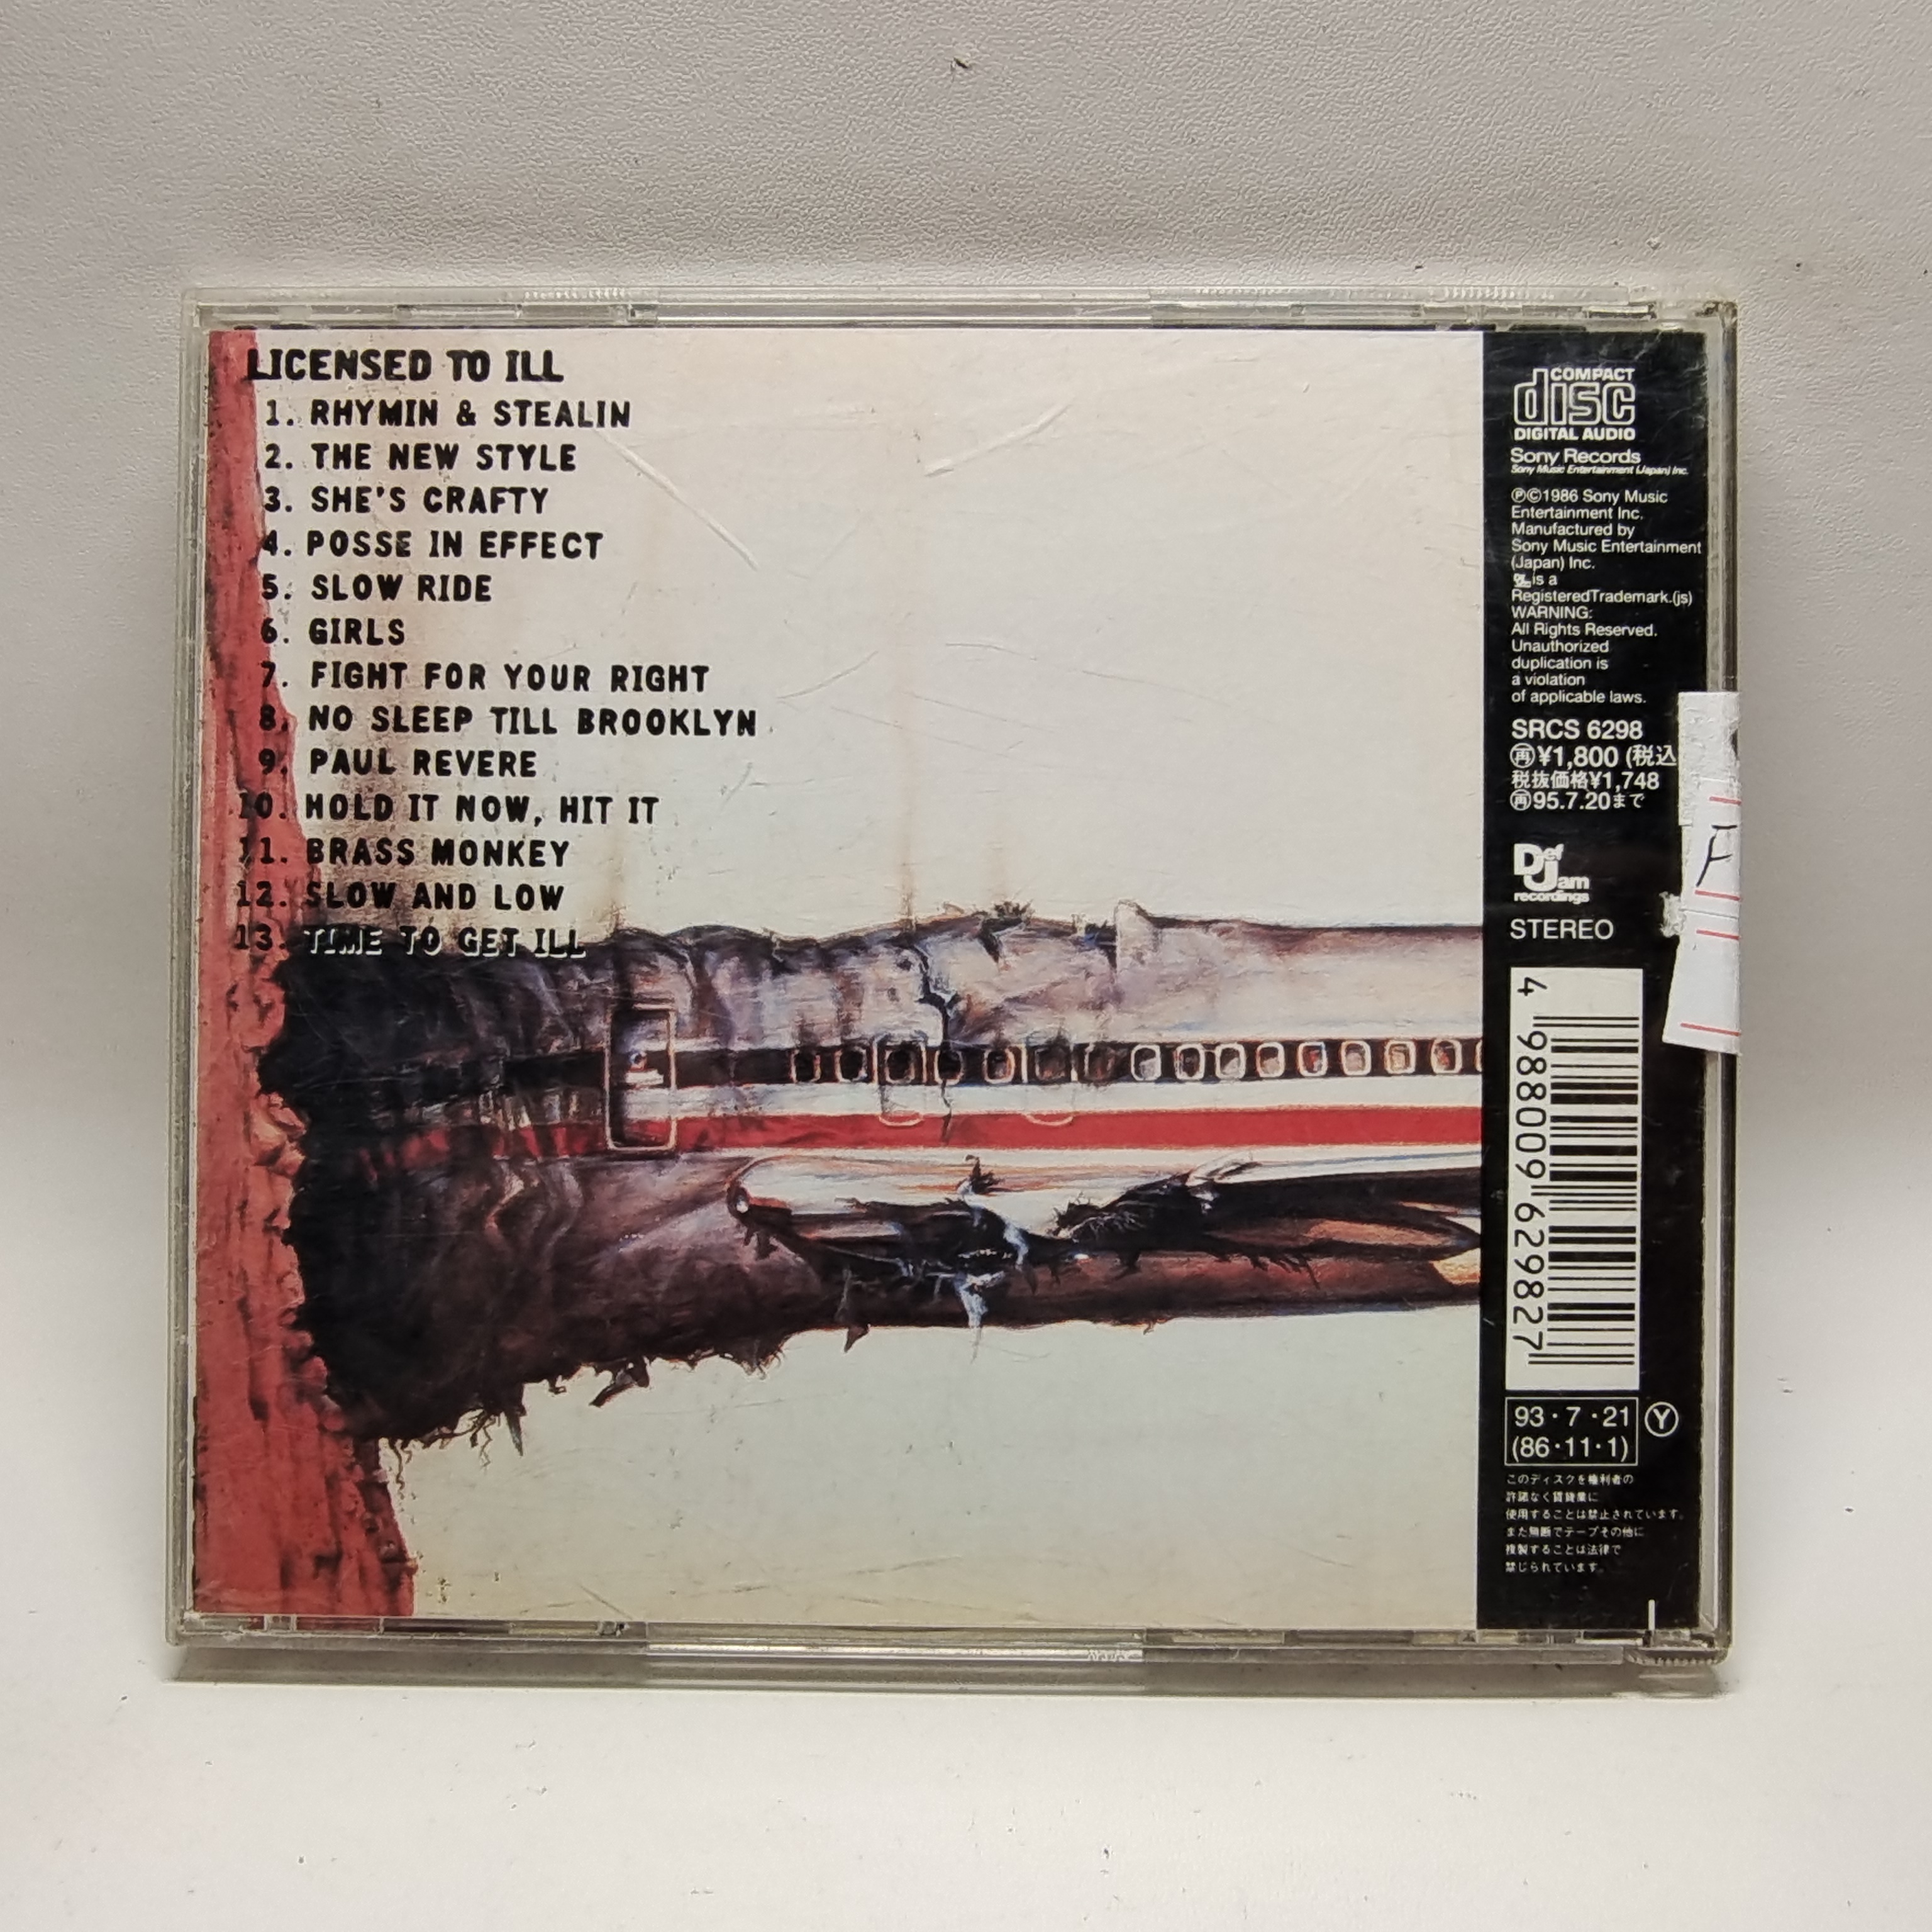 LICENSED TO ILL
1. RHYMIN & STEALIN
2. THE NEW STYLE
3. SHE'S CRAFTY
4. POSSE IN EFFECT
5. SLOW RIDE
6. GIRLS
7. FIGHT FOR YOUR RIGHT
8. NO SLEEP TILL BROOKLYN
9. PAUL REVERE
10. HOLD IT NOW, HIT IT
11. BRASS MONKEY
12. SLOW AND LOW
13. TIME TO GET ILL
COMPACT
disc
DIGITAL AUDIO
Sony Records
Sony Music Entertainment (Japan) Inc.
Ⓟ©1986 Sony Music
Entertainment Inc.
Manufactured by
Sony Music Entertainment
(Japan) Inc.
is a
RegisteredTrademark.(js)
WARNING:
All Rights Reserved.
Unauthorized
duplication is
a violation
of applicable laws.
SRCS 6298
再¥1,800 (税込
税抜価格¥1,748
再95.7.20まで
Def Jam
recordings
STEREO
4 988009 629827
93・7・21 Ⓨ
(86・11・1)
このディスクを権利者の
許諾なく賃貸業に
使用することは禁止されています。
また無断でテープその他に
複製することは法律で
禁じられています。
F